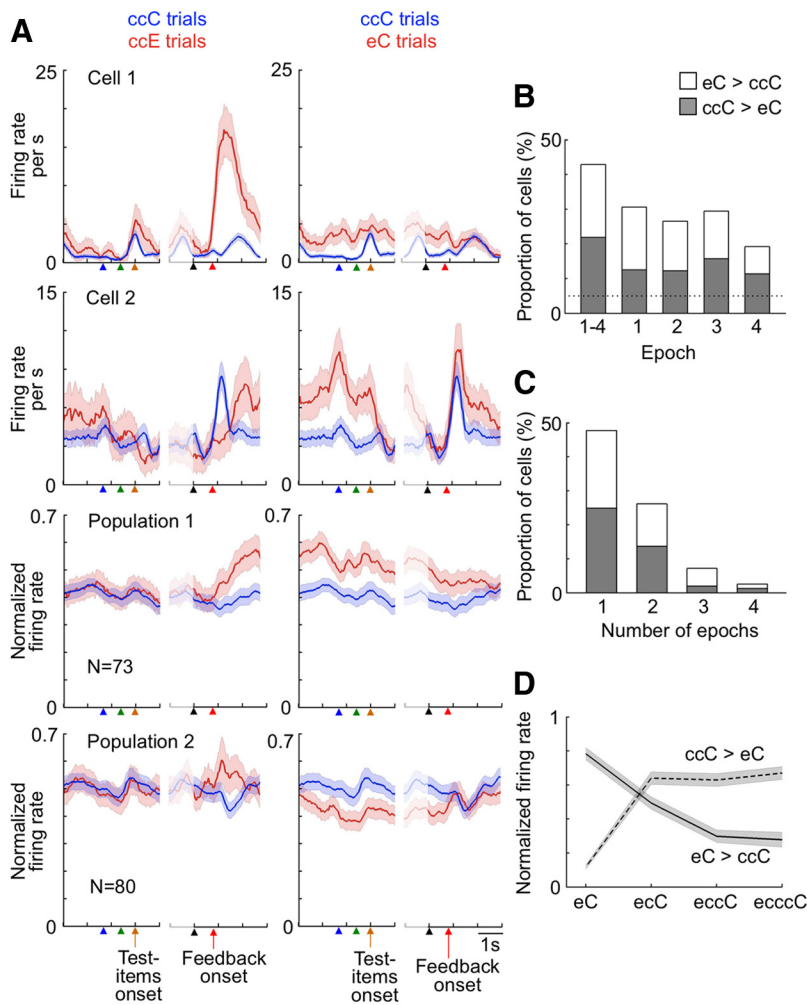 A
ccC trials
ccE trials
ccC trials
eC trials
25
Cell 1
Firing rate
per s
0
25
0
15
Cell 2
Firing rate
per s
0
15
0
0.7
Population 1
Normalized
firing rate
N=73
0
0.7
0
0.7
Population 2
Normalized
firing rate
N=80
0
0.7
0
1s
Test-
items
onset
Feedback
onset
Test-
items
onset
Feedback
onset
B
eC > ccC
ccC > eC
50
Proportion of cells (%)
0
1-4 1 2 3 4
Epoch
C
50
Proportion of cells (%)
0
1 2 3 4
Number of epochs
D
1
Normalized firing rate
ccC > eC
eC > ccC
0
eC ecC eccC ecccC